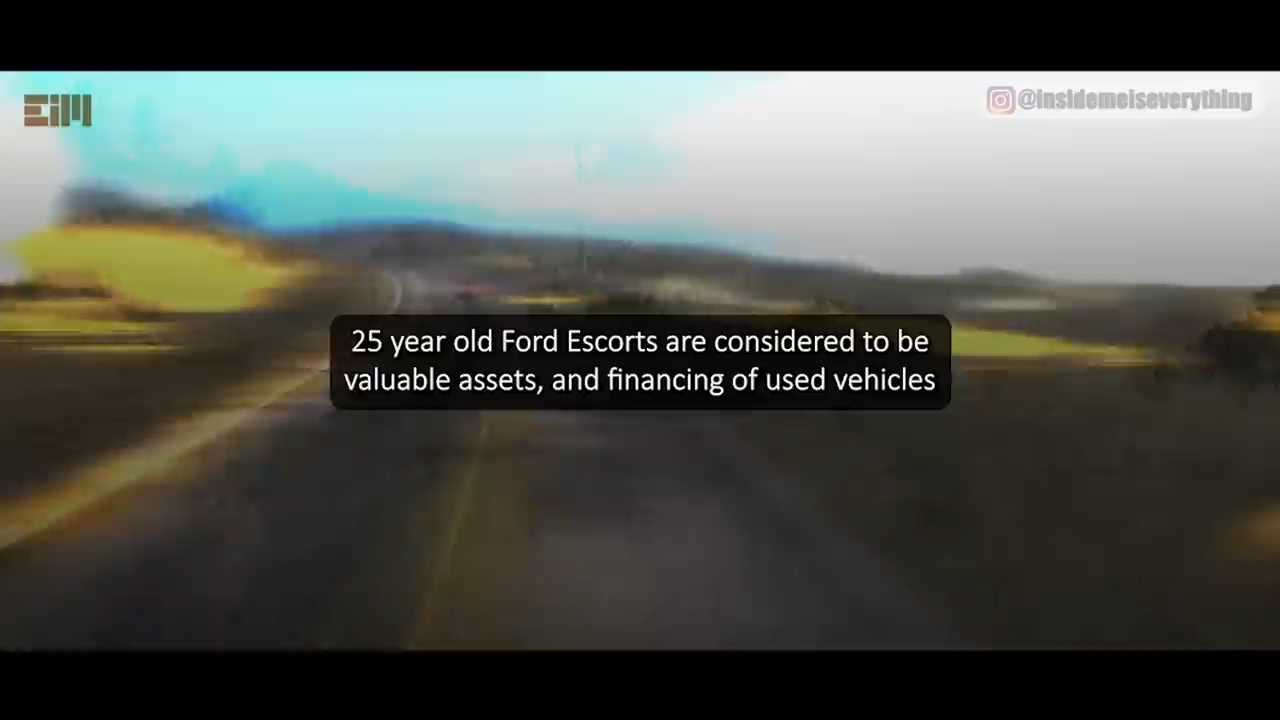 EiM
@insidemeiseverything
25 year old Ford Escorts are considered to be
valuable assets, and financing of used vehicles